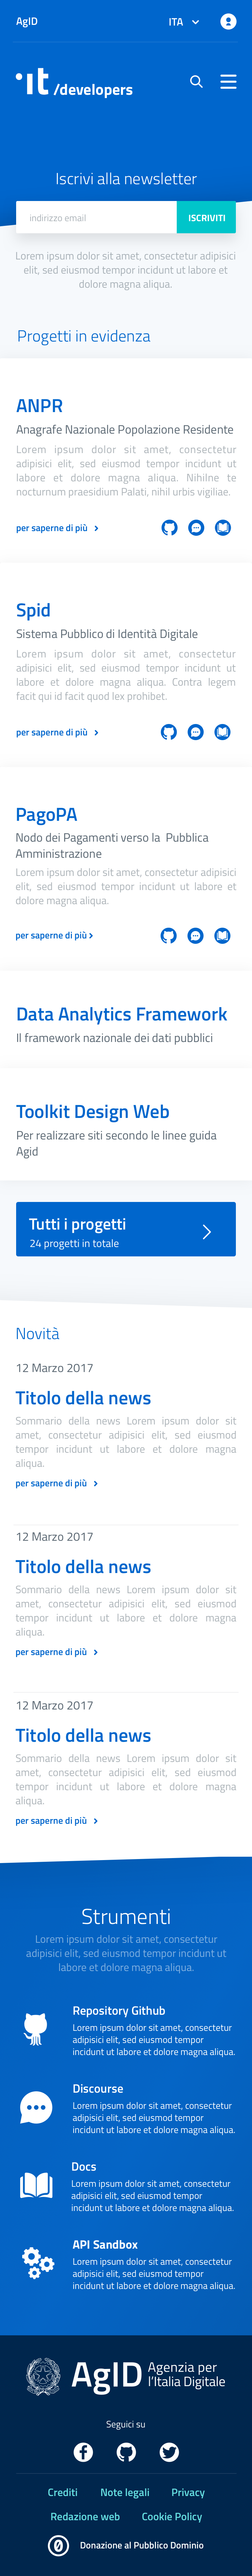 AgID
ITA
it /developers
Iscrivi alla newsletter
indirizzo email
ISCRIVITI
Lorem ipsum dolor sit amet, consectetur adipisici
elit, sed eiusmod tempor incidunt ut labore et
dolore magna aliqua.
Progetti in evidenza
ANPR
Anagrafe Nazionale Popolazione Residente
Lorem ipsum dolor sit amet, consectetur
adipisici elit, sed eiusmod tempor incidunt ut
labore et dolore magna aliqua. Nihilne te
nocturnum praesidium Palati, nihil urbis vigiliae.
per saperne di più
Spid
Sistema Pubblico di Identità Digitale
Lorem ipsum dolor sit amet, consectetur
adipisici elit, sed eiusmod tempor incidunt ut
labore et dolore magna aliqua. Contra legem
facit qui id facit quod lex prohibet.
per saperne di più
PagoPA
Nodo dei Pagamenti verso la Pubblica
Amministrazione
Lorem ipsum dolor sit amet, consectetur adipisici
elit, sed eiusmod tempor incidunt ut labore et
dolore magna aliqua.
per saperne di più
Data Analytics Framework
Il framework nazionale dei dati pubblici
Toolkit Design Web
Per realizzare siti secondo le linee guida
Agid
Tutti i progetti
24 progetti in totale
Novità
12 Marzo 2017
Titolo della news
Sommario della news Lorem ipsum dolor sit
amet, consectetur adipisici elit, sed eiusmod
tempor incidunt ut labore et dolore magna
aliqua.
per saperne di più
12 Marzo 2017
Titolo della news
Sommario della news Lorem ipsum dolor sit
amet, consectetur adipisici elit, sed eiusmod
tempor incidunt ut labore et dolore magna
aliqua.
per saperne di più
12 Marzo 2017
Titolo della news
Sommario della news Lorem ipsum dolor sit
amet, consectetur adipisici elit, sed eiusmod
tempor incidunt ut labore et dolore magna
aliqua.
per saperne di più
Strumenti
Lorem ipsum dolor sit amet, consectetur
adipisici elit, sed eiusmod tempor incidunt ut
labore et dolore magna aliqua.
Repository Github
Lorem ipsum dolor sit amet, consectetur
adipisici elit, sed eiusmod tempor
incidunt ut labore et dolore magna aliqua.
Discourse
Lorem ipsum dolor sit amet, consectetur
adipisici elit, sed eiusmod tempor
incidunt ut labore et dolore magna aliqua.
Docs
Lorem ipsum dolor sit amet, consectetur
adipisici elit, sed eiusmod tempor
incidunt ut labore et dolore magna aliqua.
API Sandbox
Lorem ipsum dolor sit amet, consectetur
adipisici elit, sed eiusmod tempor
incidunt ut labore et dolore magna aliqua.
AgID Agenzia per
l'Italia Digitale
Seguici su
Crediti Note legali Privacy
Redazione web Cookie Policy
Donazione al Pubblico Dominio